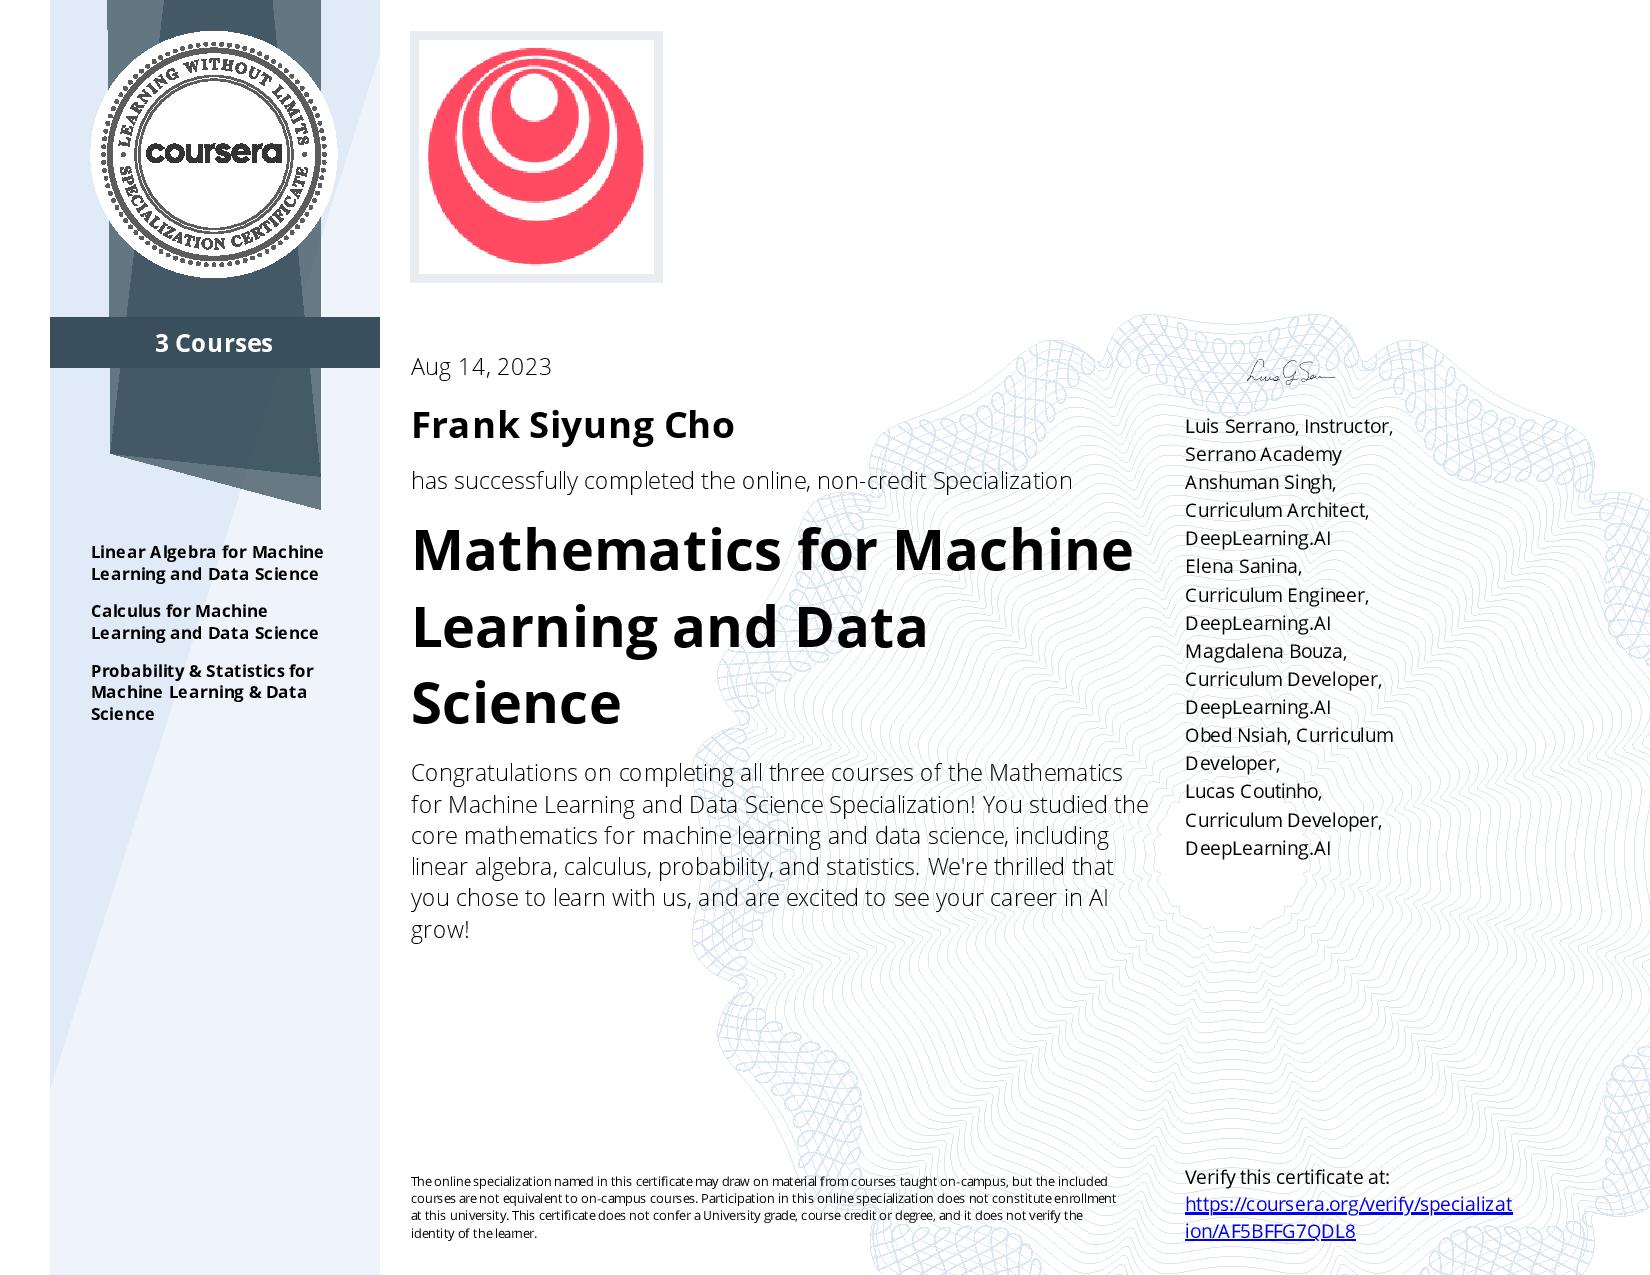 LEARNING WITHOUT LIMITS
coursera
SPECIALIZATION CERTIFICATE
3 Courses
Linear Algebra for Machine
Learning and Data Science
Calculus for Machine
Learning and Data Science
Probability & Statistics for
Machine Learning & Data
Science
Aug 14, 2023
Frank Siyung Cho
has successfully completed the online, non-credit Specialization
Mathematics for Machine
Learning and Data
Science
Congratulations on completing all three courses of the Mathematics
for Machine Learning and Data Science Specialization! You studied the
core mathematics for machine learning and data science, including
linear algebra, calculus, probability, and statistics. We're thrilled that
you chose to learn with us, and are excited to see your career in AI
grow!
Luis Serrano, Instructor,
Serrano Academy
Anshuman Singh,
Curriculum Architect,
DeepLearning.AI
Elena Sanina,
Curriculum Engineer,
DeepLearning.AI
Magdalena Bouza,
Curriculum Developer,
DeepLearning.AI
Obed Nsiah, Curriculum
Developer,
Lucas Coutinho,
Curriculum Developer,
DeepLearning.AI
The online specialization named in this certificate may draw on material from courses taught on-campus, but the included
courses are not equivalent to on-campus courses. Participation in this online specialization does not constitute enrollment
at this university. This certificate does not confer a University grade, course credit or degree, and it does not verify the
identity of the learner.
Verify this certificate at:
https://coursera.org/verify/specializat
ion/AF5BFFG7QDL8